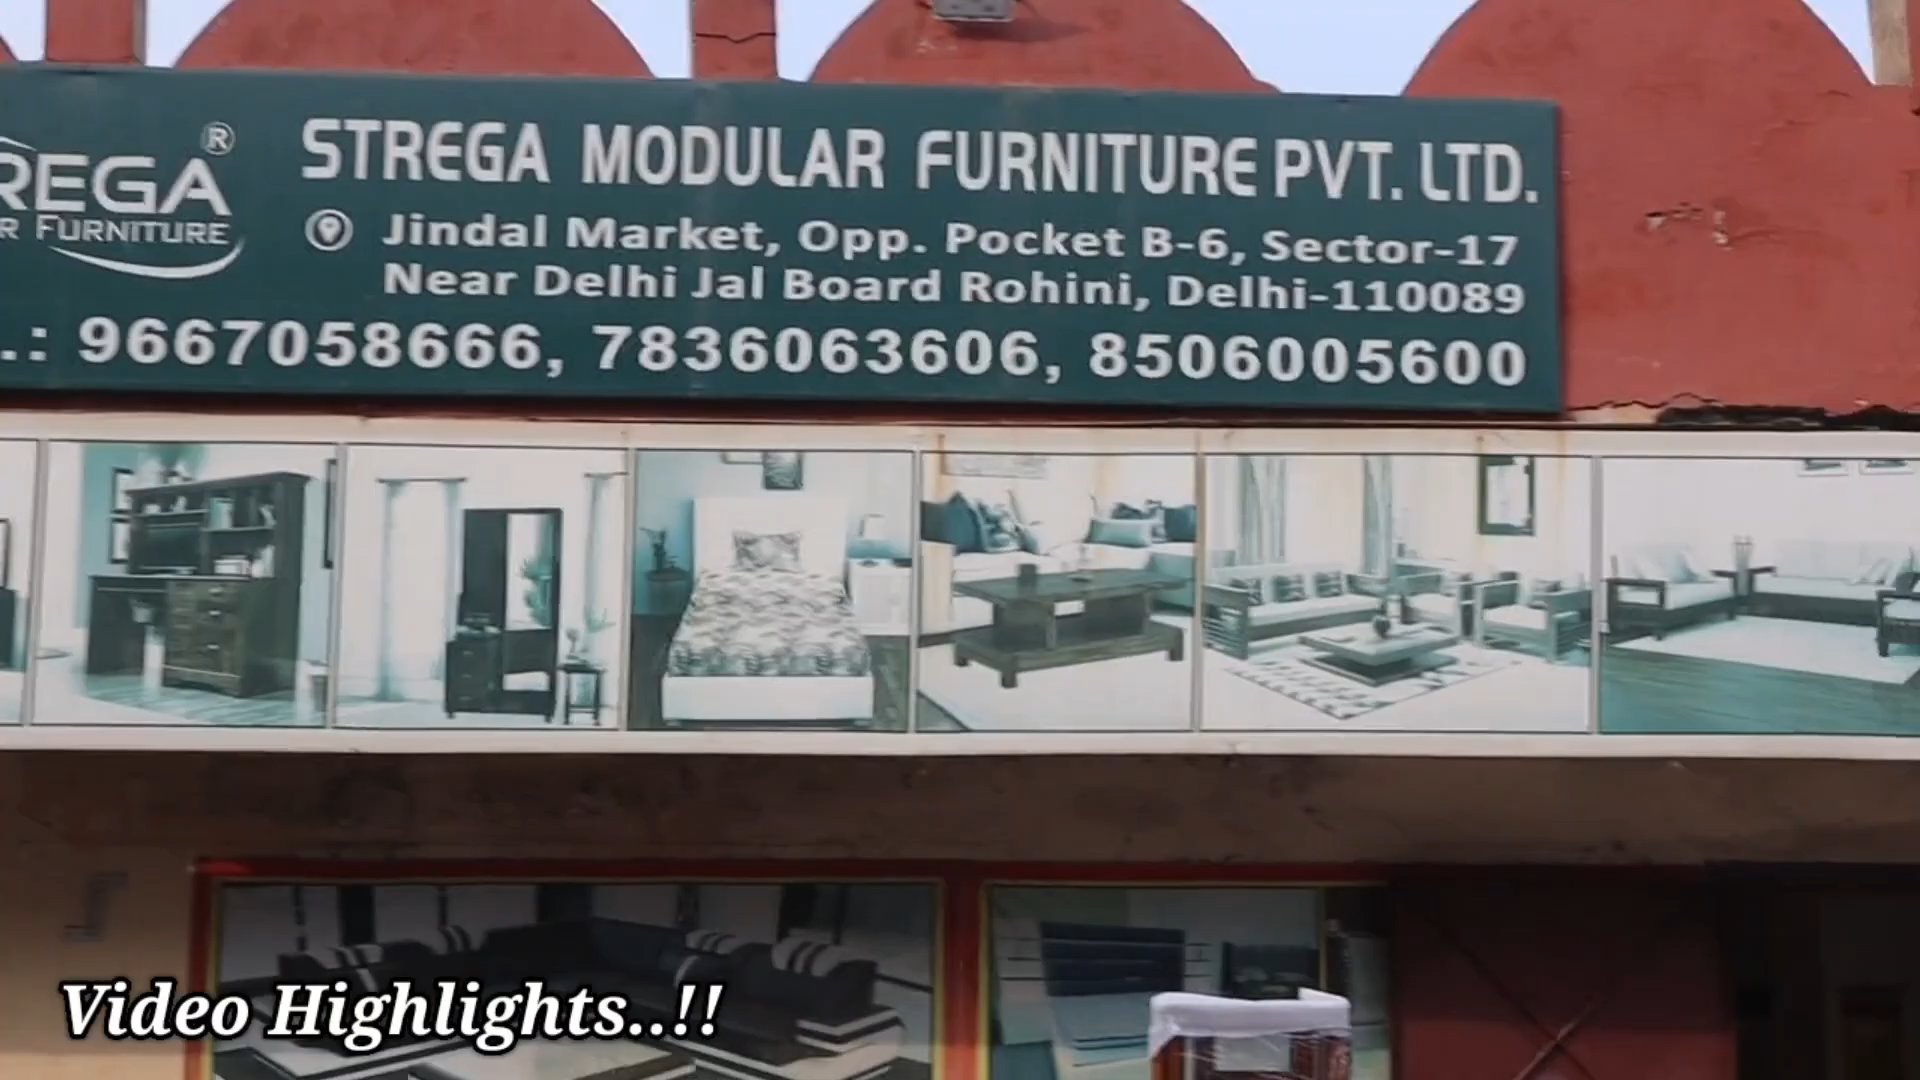 REGA®
R FURNITURE
STREGA MODULAR FURNITURE PVT. LTD.
Jindal Market, Opp. Pocket B-6, Sector-17
Near Delhi Jal Board Rohini, Delhi-110089
.: 9667058666, 7836063606, 8506005600
Video Highlights..!!